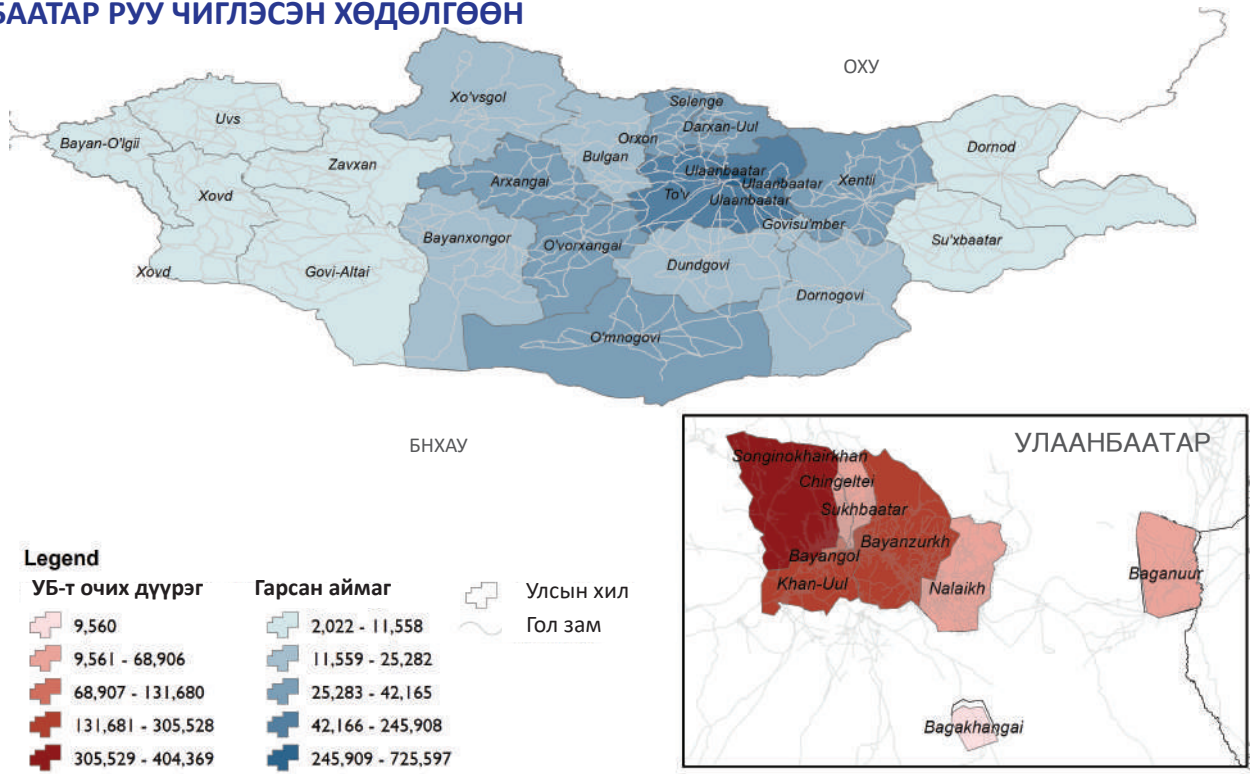 БААТАР РУУ ЧИГЛЭСЭН ХӨДӨЛГӨӨН
ОХУ
Xo'vsgol
Selenge
Uvs
Orxon
Darxan-Uul
Bayan-O'lgii
Dornod
Zavxan
Bulgan
Ulaanbaatar
Arxangai
Ulaanbaatar
Xentii
Xovd
To'v
Ulaanbaatar
Govisu'mber
Bayanxongor
O'vorxangai
Su'xbaatar
Xovd
Govi-Altai
Dundgovi
Dornogovi
O'mnogovi
БНХАУ
УЛААНБААТАР
Songinokhairkhan
Chingeltei
Sukhbaatar
Bayanzurkh
Bayangol
Khan-Uul
Nalaikh
Baganuur
Bagakhangai
Legend
УБ-т очих дүүрэг
9,560
9,561 - 68,906
68,907 - 131,680
131,681 - 305,528
305,529 - 404,369
Гарсан аймаг
2,022 - 11,558
11,559 - 25,282
25,283 - 42,165
42,166 - 245,908
245,909 - 725,597
Улсын хил
Гол зам